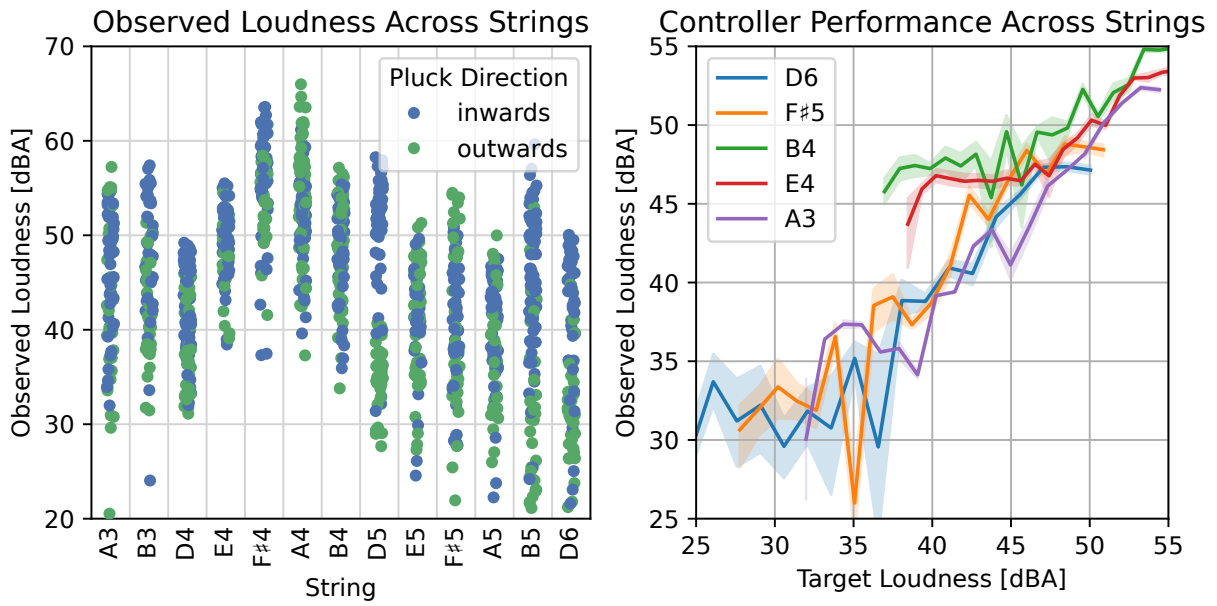 Observed Loudness Across Strings
Observed Loudness [dBA]
70
60
50
40
30
20
Pluck Direction
inwards
outwards
A3
B3
D4
E4
F♯4
A4
B4
D5
E5
F♯5
A5
B5
D6
String
Controller Performance Across Strings
Observed Loudness [dBA]
55
50
45
40
35
30
25
D6
F♯5
B4
E4
A3
25
30
35
40
45
50
55
Target Loudness [dBA]